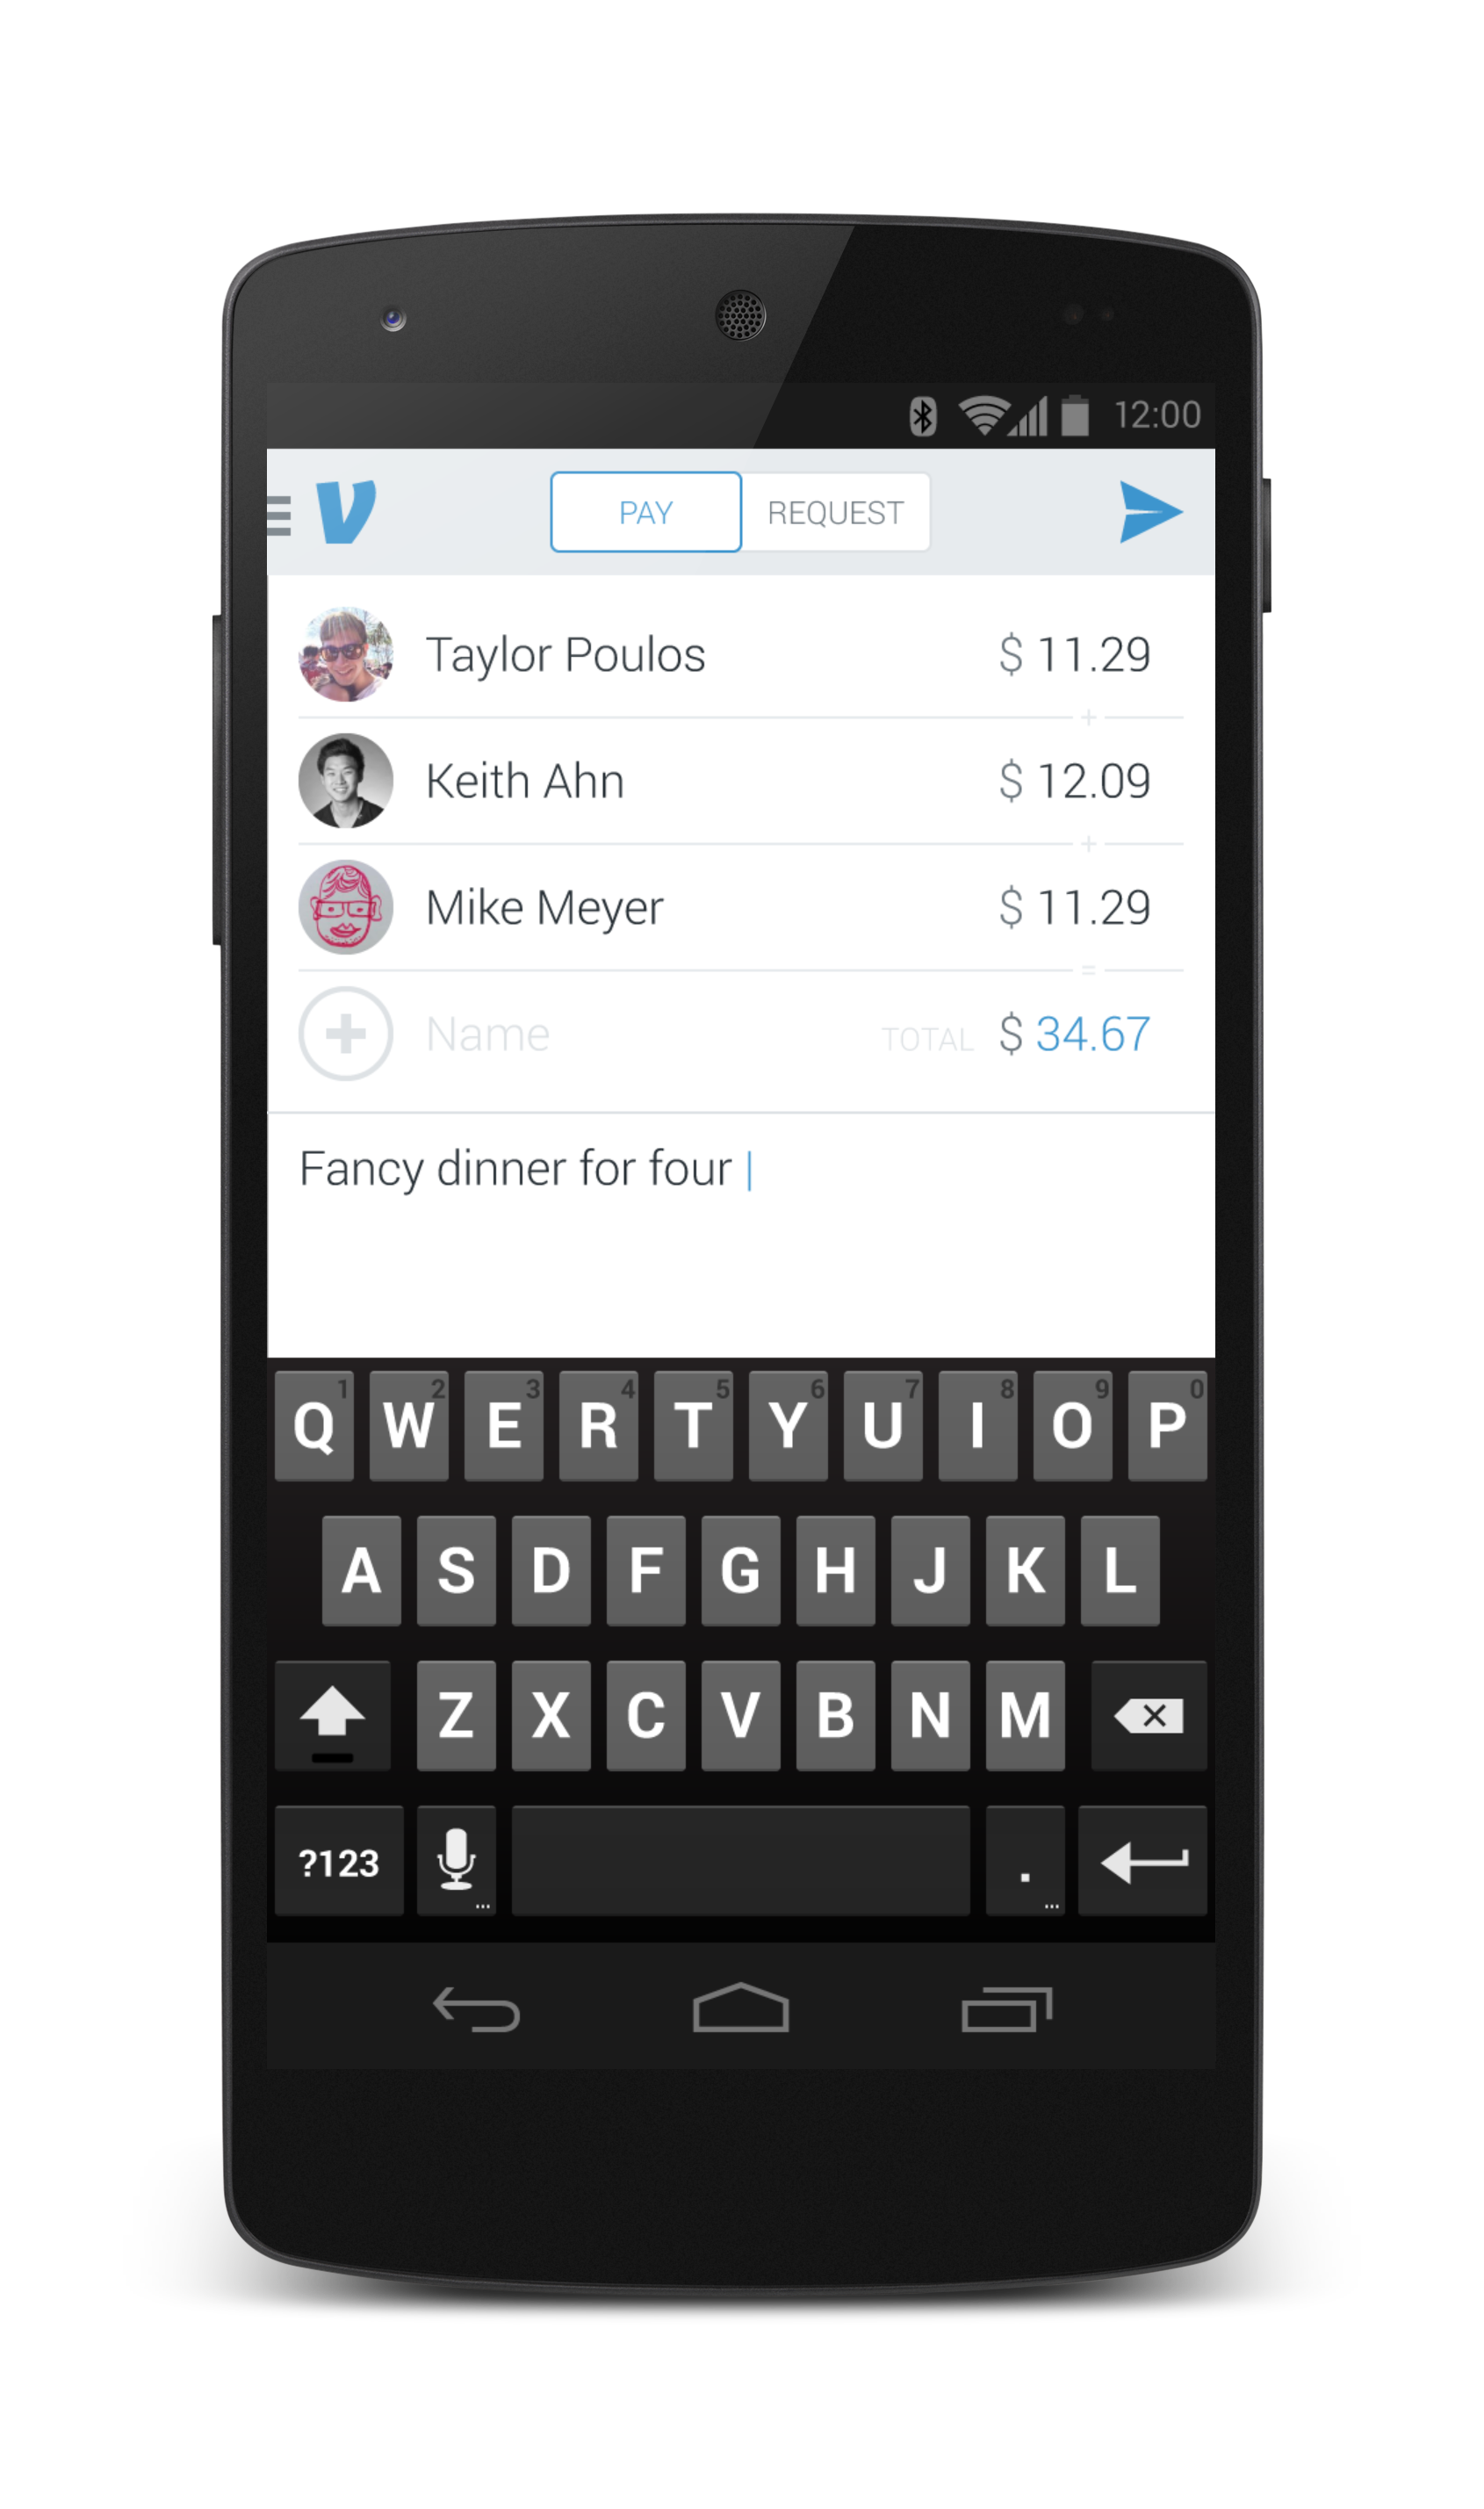 12:00
V PAY REQUEST
Taylor Poulos $ 11.29
+
Keith Ahn $ 12.09
+
Mike Meyer $ 11.29
=
Name TOTAL $ 34.67
Fancy dinner for four
1 2 3 4 5 6 7 8 9 0
Q W E R T Y U I O P
A S D F G H J K L
Z X C V B N M
?123 . ...